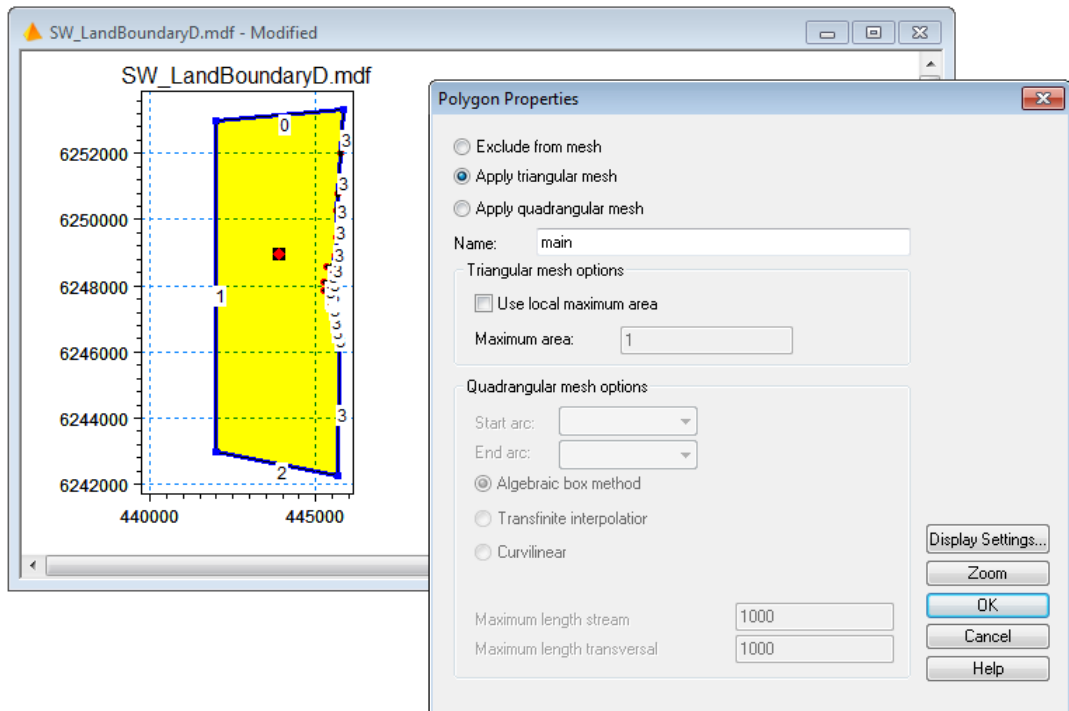 SW_LandBoundaryD.mdf - Modified
SW_LandBoundaryD.mdf
6252000
6250000
6248000
6246000
6244000
6242000
440000
445000
0
1
2
3
3
3
3
3
3
3
3
Polygon Properties
Exclude from mesh
Apply triangular mesh
Apply quadrangular mesh
Name: main
Triangular mesh options
Use local maximum area
Maximum area: 1
Quadrangular mesh options
Start arc:
End arc:
Algebraic box method
Transfinite interpolatior
Curvilinear
Maximum length stream 1000
Maximum length transversal 1000
Display Settings...
Zoom
OK
Cancel
Help